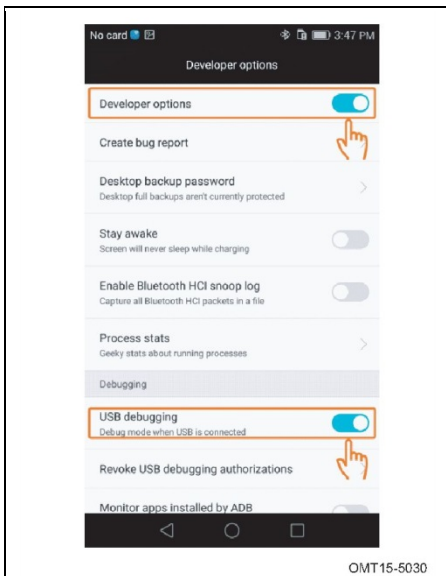 No card 3:47 PM
Developer options
Developer options
Create bug report
Desktop backup password
Desktop full backups aren't currently protected
Stay awake
Screen will never sleep while charging
Enable Bluetooth HCI snoop log
Capture all Bluetooth HCI packets in a file
Process stats
Geeky stats about running processes
Debugging
USB debugging
Debug mode when USB is connected
Revoke USB debugging authorizations
Monitor apps installed by ADB
OMT15-5030